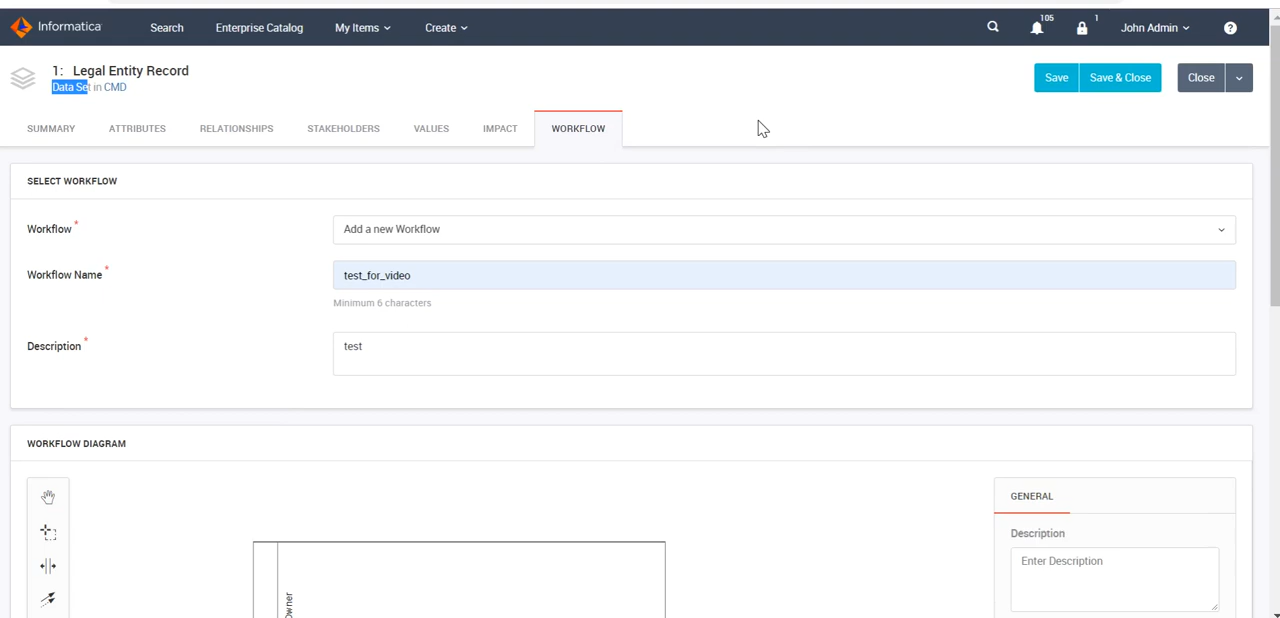 Informatica Search Enterprise Catalog My Items Create 105 1 John Admin ?
1: Legal Entity Record
Data Set in CMD
Save Save & Close Close
SUMMARY ATTRIBUTES RELATIONSHIPS STAKEHOLDERS VALUES IMPACT WORKFLOW
SELECT WORKFLOW
Workflow * Add a new Workflow
Workflow Name * test_for_video
Minimum 6 characters
Description * test
WORKFLOW DIAGRAM
GENERAL
Description
Enter Description